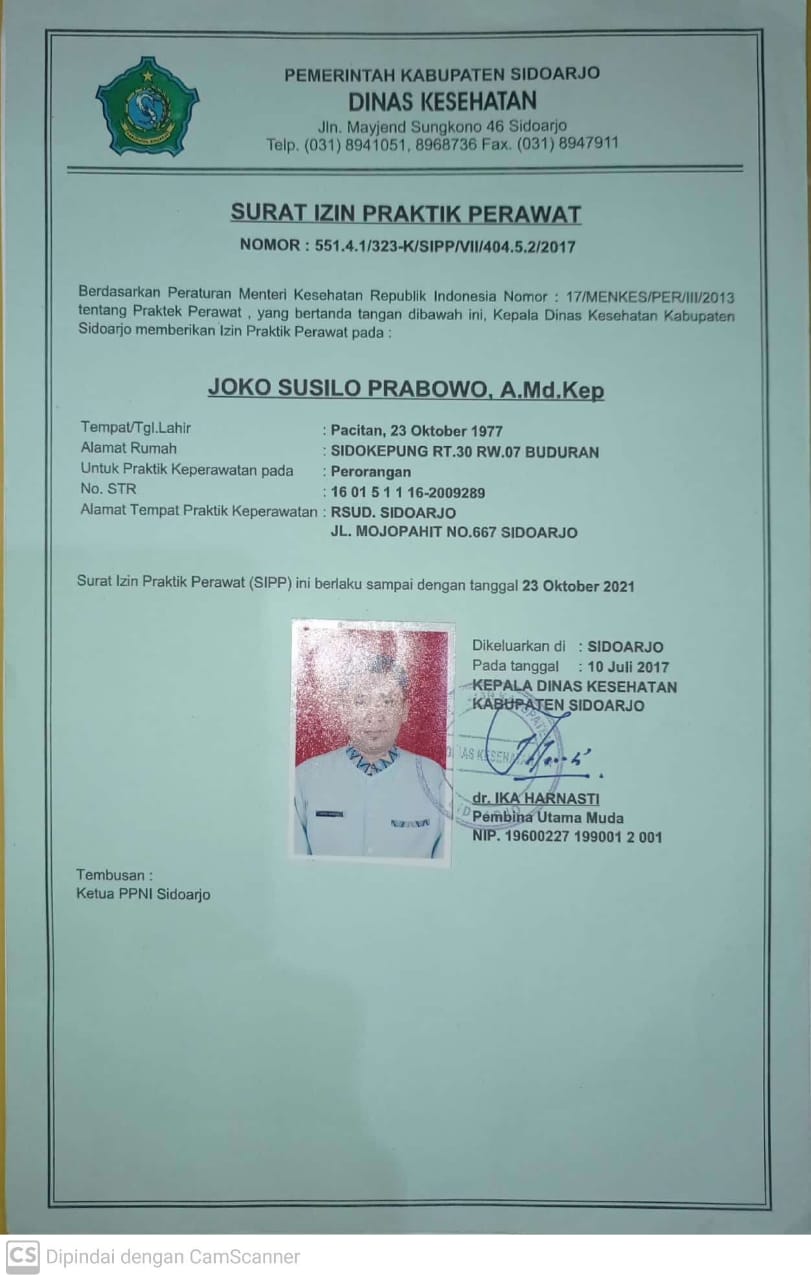 PEMERINTAH KABUPATEN SIDOARJO
DINAS KESEHATAN
Jln. Mayjend Sungkono 46 Sidoarjo
Telp. (031) 8941051, 8968736 Fax. (031) 8947911
SURAT IZIN PRAKTIK PERAWAT
NOMOR : 551.4.1/323-K/SIPP/VII/404.5.2/2017
Berdasarkan Peraturan Menteri Kesehatan Republik Indonesia Nomor : 17/MENKES/PER/III/2013
tentang Praktek Perawat , yang bertanda tangan dibawah ini, Kepala Dinas Kesehatan Kabupaten
Sidoarjo memberikan Izin Praktik Perawat pada :
JOKO SUSILO PRABOWO, A.Md.Kep
Tempat/Tgl.Lahir : Pacitan, 23 Oktober 1977
Alamat Rumah : SIDOKEPUNG RT.30 RW.07 BUDURAN
Untuk Praktik Keperawatan pada : Perorangan
No. STR : 16 01 5 1 1 16-2009289
Alamat Tempat Praktik Keperawatan : RSUD. SIDOARJO
JL. MOJOPAHIT NO.667 SIDOARJO
Surat Izin Praktik Perawat (SIPP) ini berlaku sampai dengan tanggal 23 Oktober 2021
Dikeluarkan di : SIDOARJO
Pada tanggal : 10 Juli 2017
KEPALA DINAS KESEHATAN
KABUPATEN SIDOARJO
dr. IKA HARNASTI
Pembina Utama Muda
NIP. 19600227 199001 2 001
Tembusan :
Ketua PPNI Sidoarjo
CS Dipindai dengan CamScanner